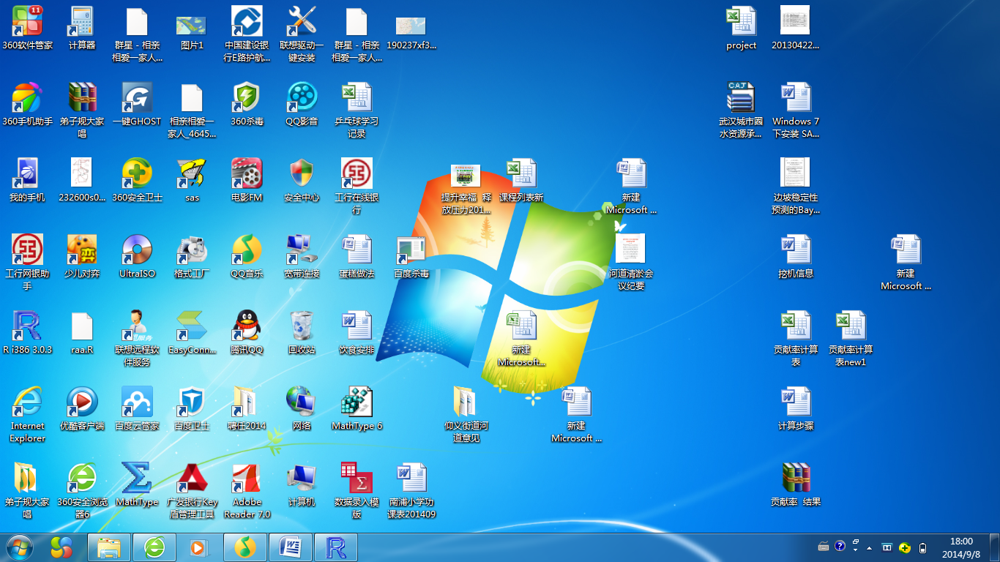 11
360软件管家
计算器
群星 - 相亲
相爱一家人...
图片1
中国建设银
行E路护航...
联想驱动一
键安装
群星 - 相亲
相爱一家人...
190237xf3...
project
20130422...
360手机助手
弟子规大家
唱
一键GHOST
相亲相爱一
家人_4645...
360杀毒
QQ影音
乒乓球学习
记录
CAJ
武汉城市圈
水资源承...
Windows 7
下安装 SA...
我的手机
232600s0...
360安全卫士
sas
电影FM
安全中心
工行在线银
行
提升幸福 释
放压力201...
课程列表新
新建
Microsoft ...
边坡稳定性
预测的Bay...
工行网银助
手
少儿对弈
UltraISO
格式工厂
QQ音乐
宽带连接
蛋糕做法
百度杀毒
河道清淤会
议纪要
挖机信息
新建
Microsoft ...
R i386 3.0.3
raa.R
联想远程软
件服务
EasyConn...
腾讯QQ
回收站
饮食安排
新建
Microsoft...
贡献率计算
表
贡献率计算
表new1
Internet
Explorer
优酷客户端
百度云管家
百度卫士
聘任2014
网络
MathType 6
仰义街道河
道意见
新建
Microsoft ...
计算步骤
弟子规大家
唱
360安全浏览
器6
MathType
广发银行Key
盾管理工具
Adobe
Reader 7.0
计算机
数据录入模
版
南浦小学功
课表201409
贡献率 结果
18:00
2014/9/8